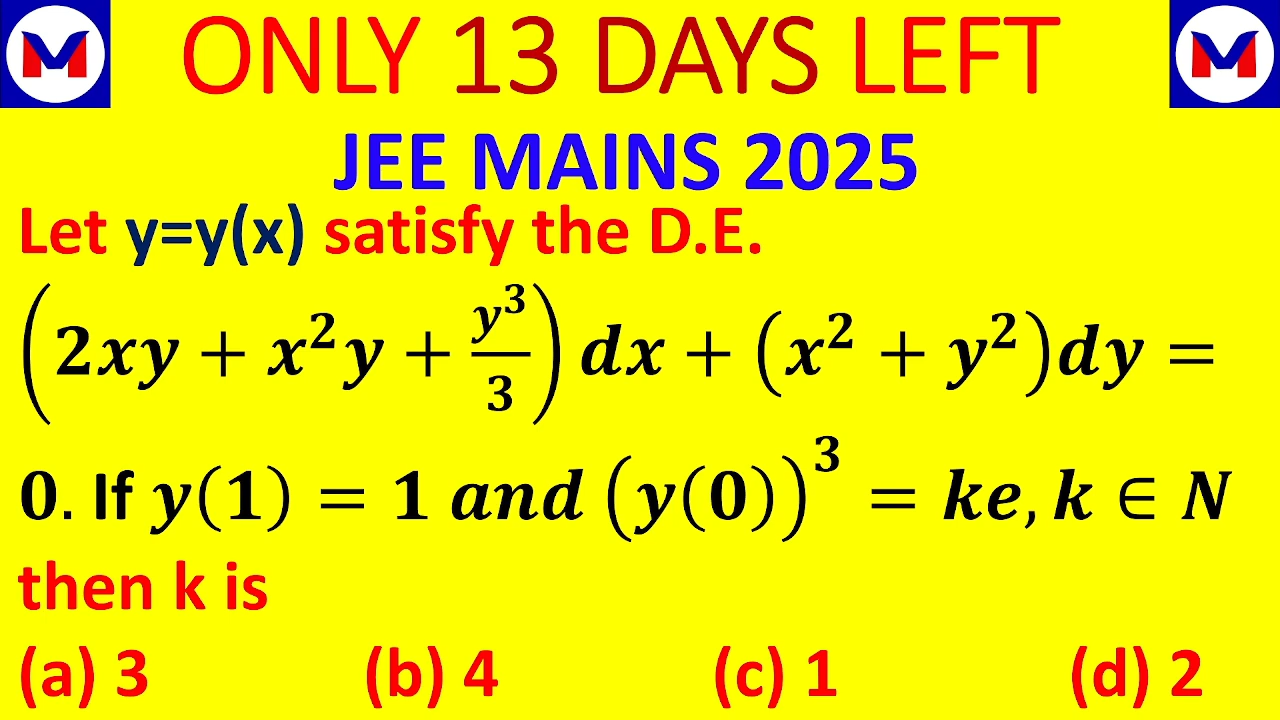 ONLY 13 DAYS LEFT
JEE MAINS 2025
Let y=y(x) satisfy the D.E.
(2xy + x²y + y³/3) dx + (x² + y²)dy =
0. If y(1) = 1 and (y(0))³ = ke, k ∈ N
then k is
(a) 3 (b) 4 (c) 1 (d) 2